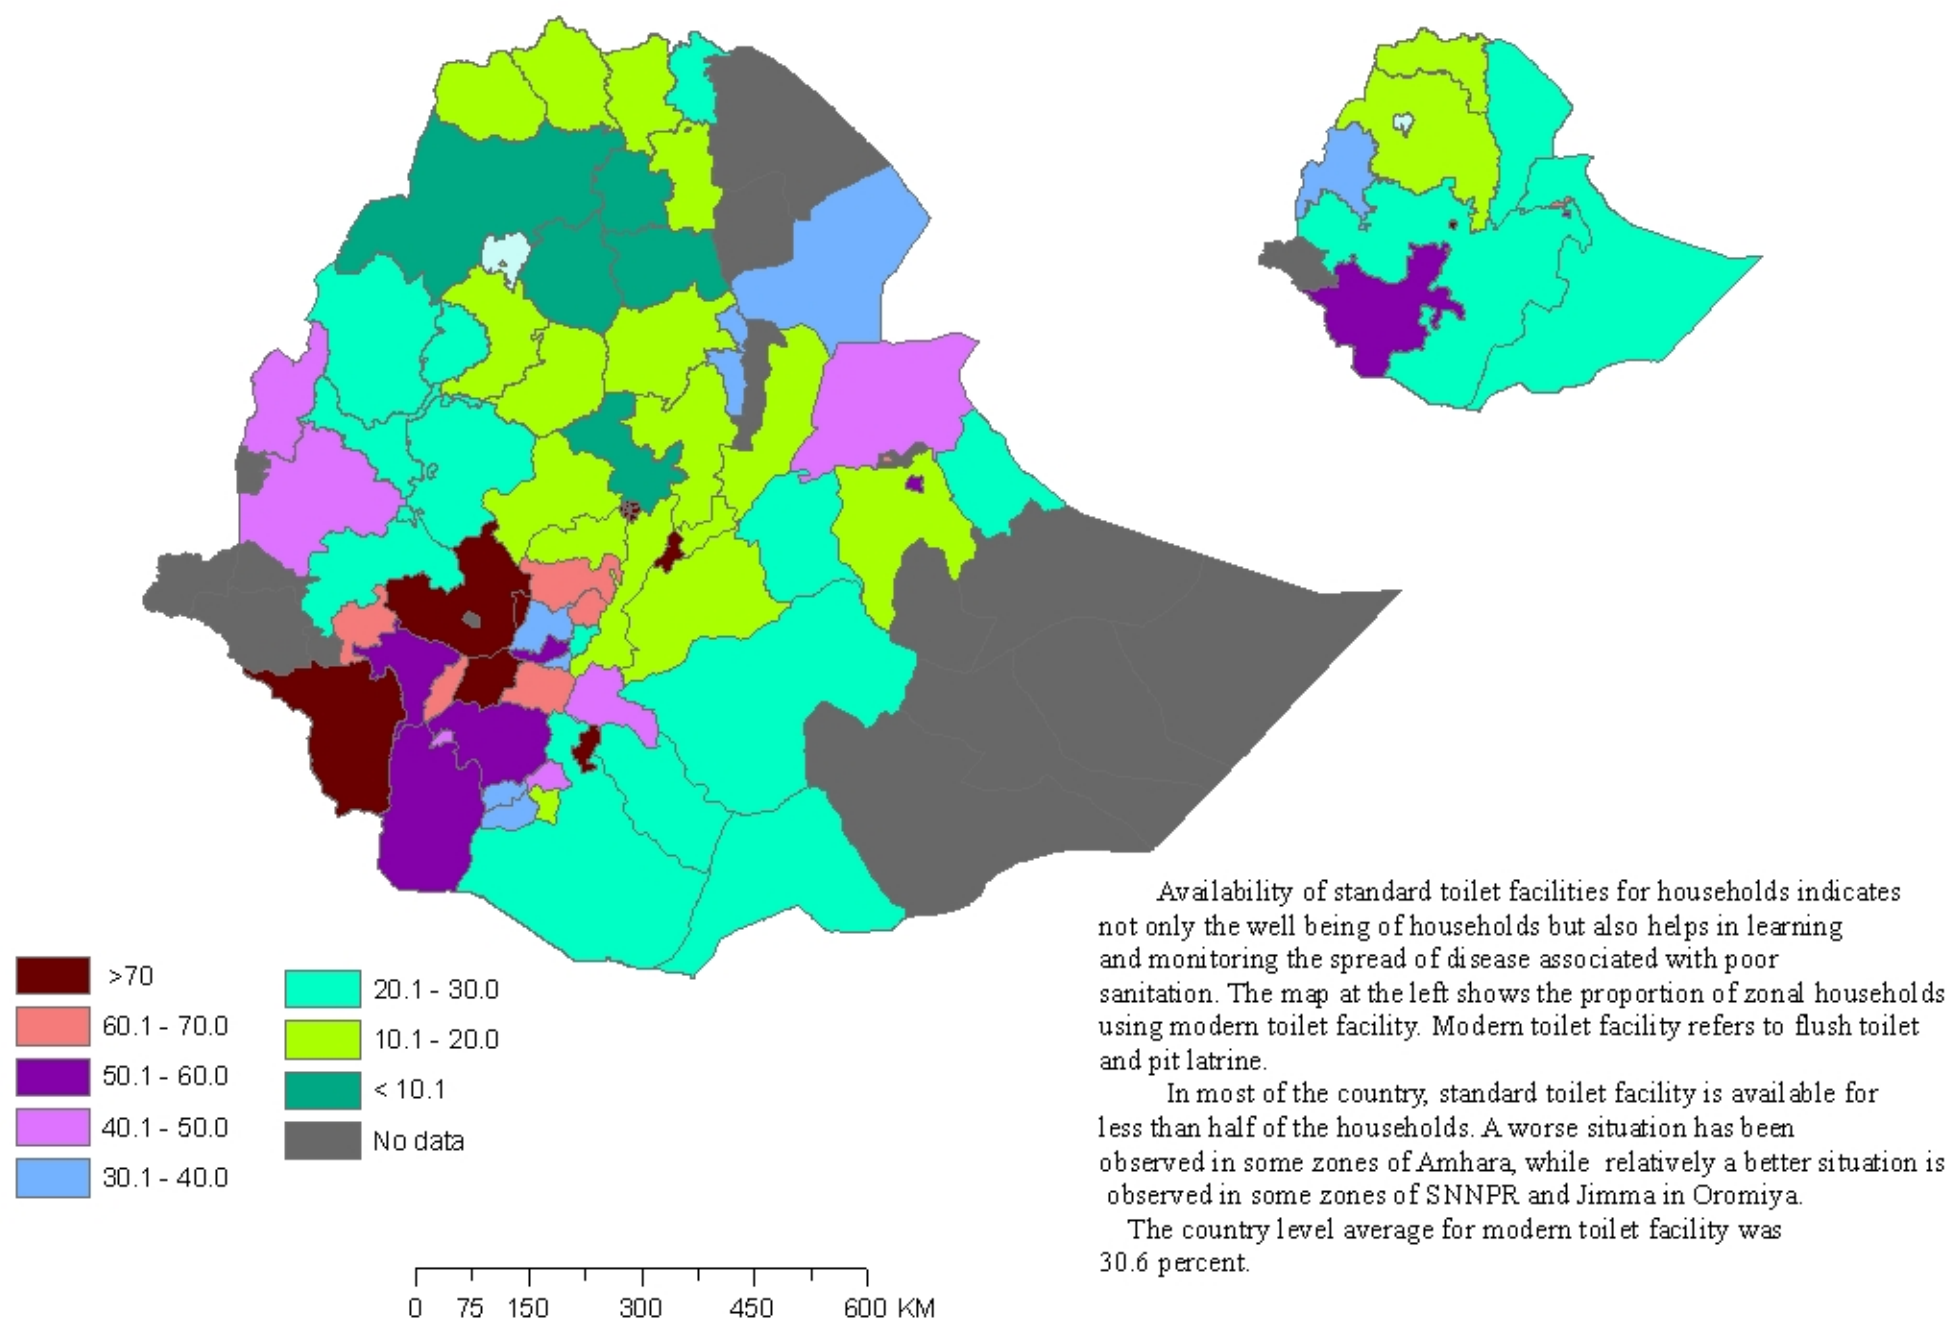 Availability of standard toilet facilities for households indicates
not only the well being of households but also helps in learning
and monitoring the spread of disease associated with poor
sanitation. The map at the left shows the proportion of zonal households
using modern toilet facility. Modern toilet facility refers to flush toilet
and pit latrine.
In most of the country, standard toilet facility is available for
less than half of the households. A worse situation has been
observed in some zones of Amhara, while relatively a better situation is
observed in some zones of SNNPR and Jimma in Oromiya.
The country level average for modern toilet facility was
30.6 percent.
>70
60.1 - 70.0
50.1 - 60.0
40.1 - 50.0
30.1 - 40.0
20.1 - 30.0
10.1 - 20.0
< 10.1
No data
0 75 150 300 450 600 KM